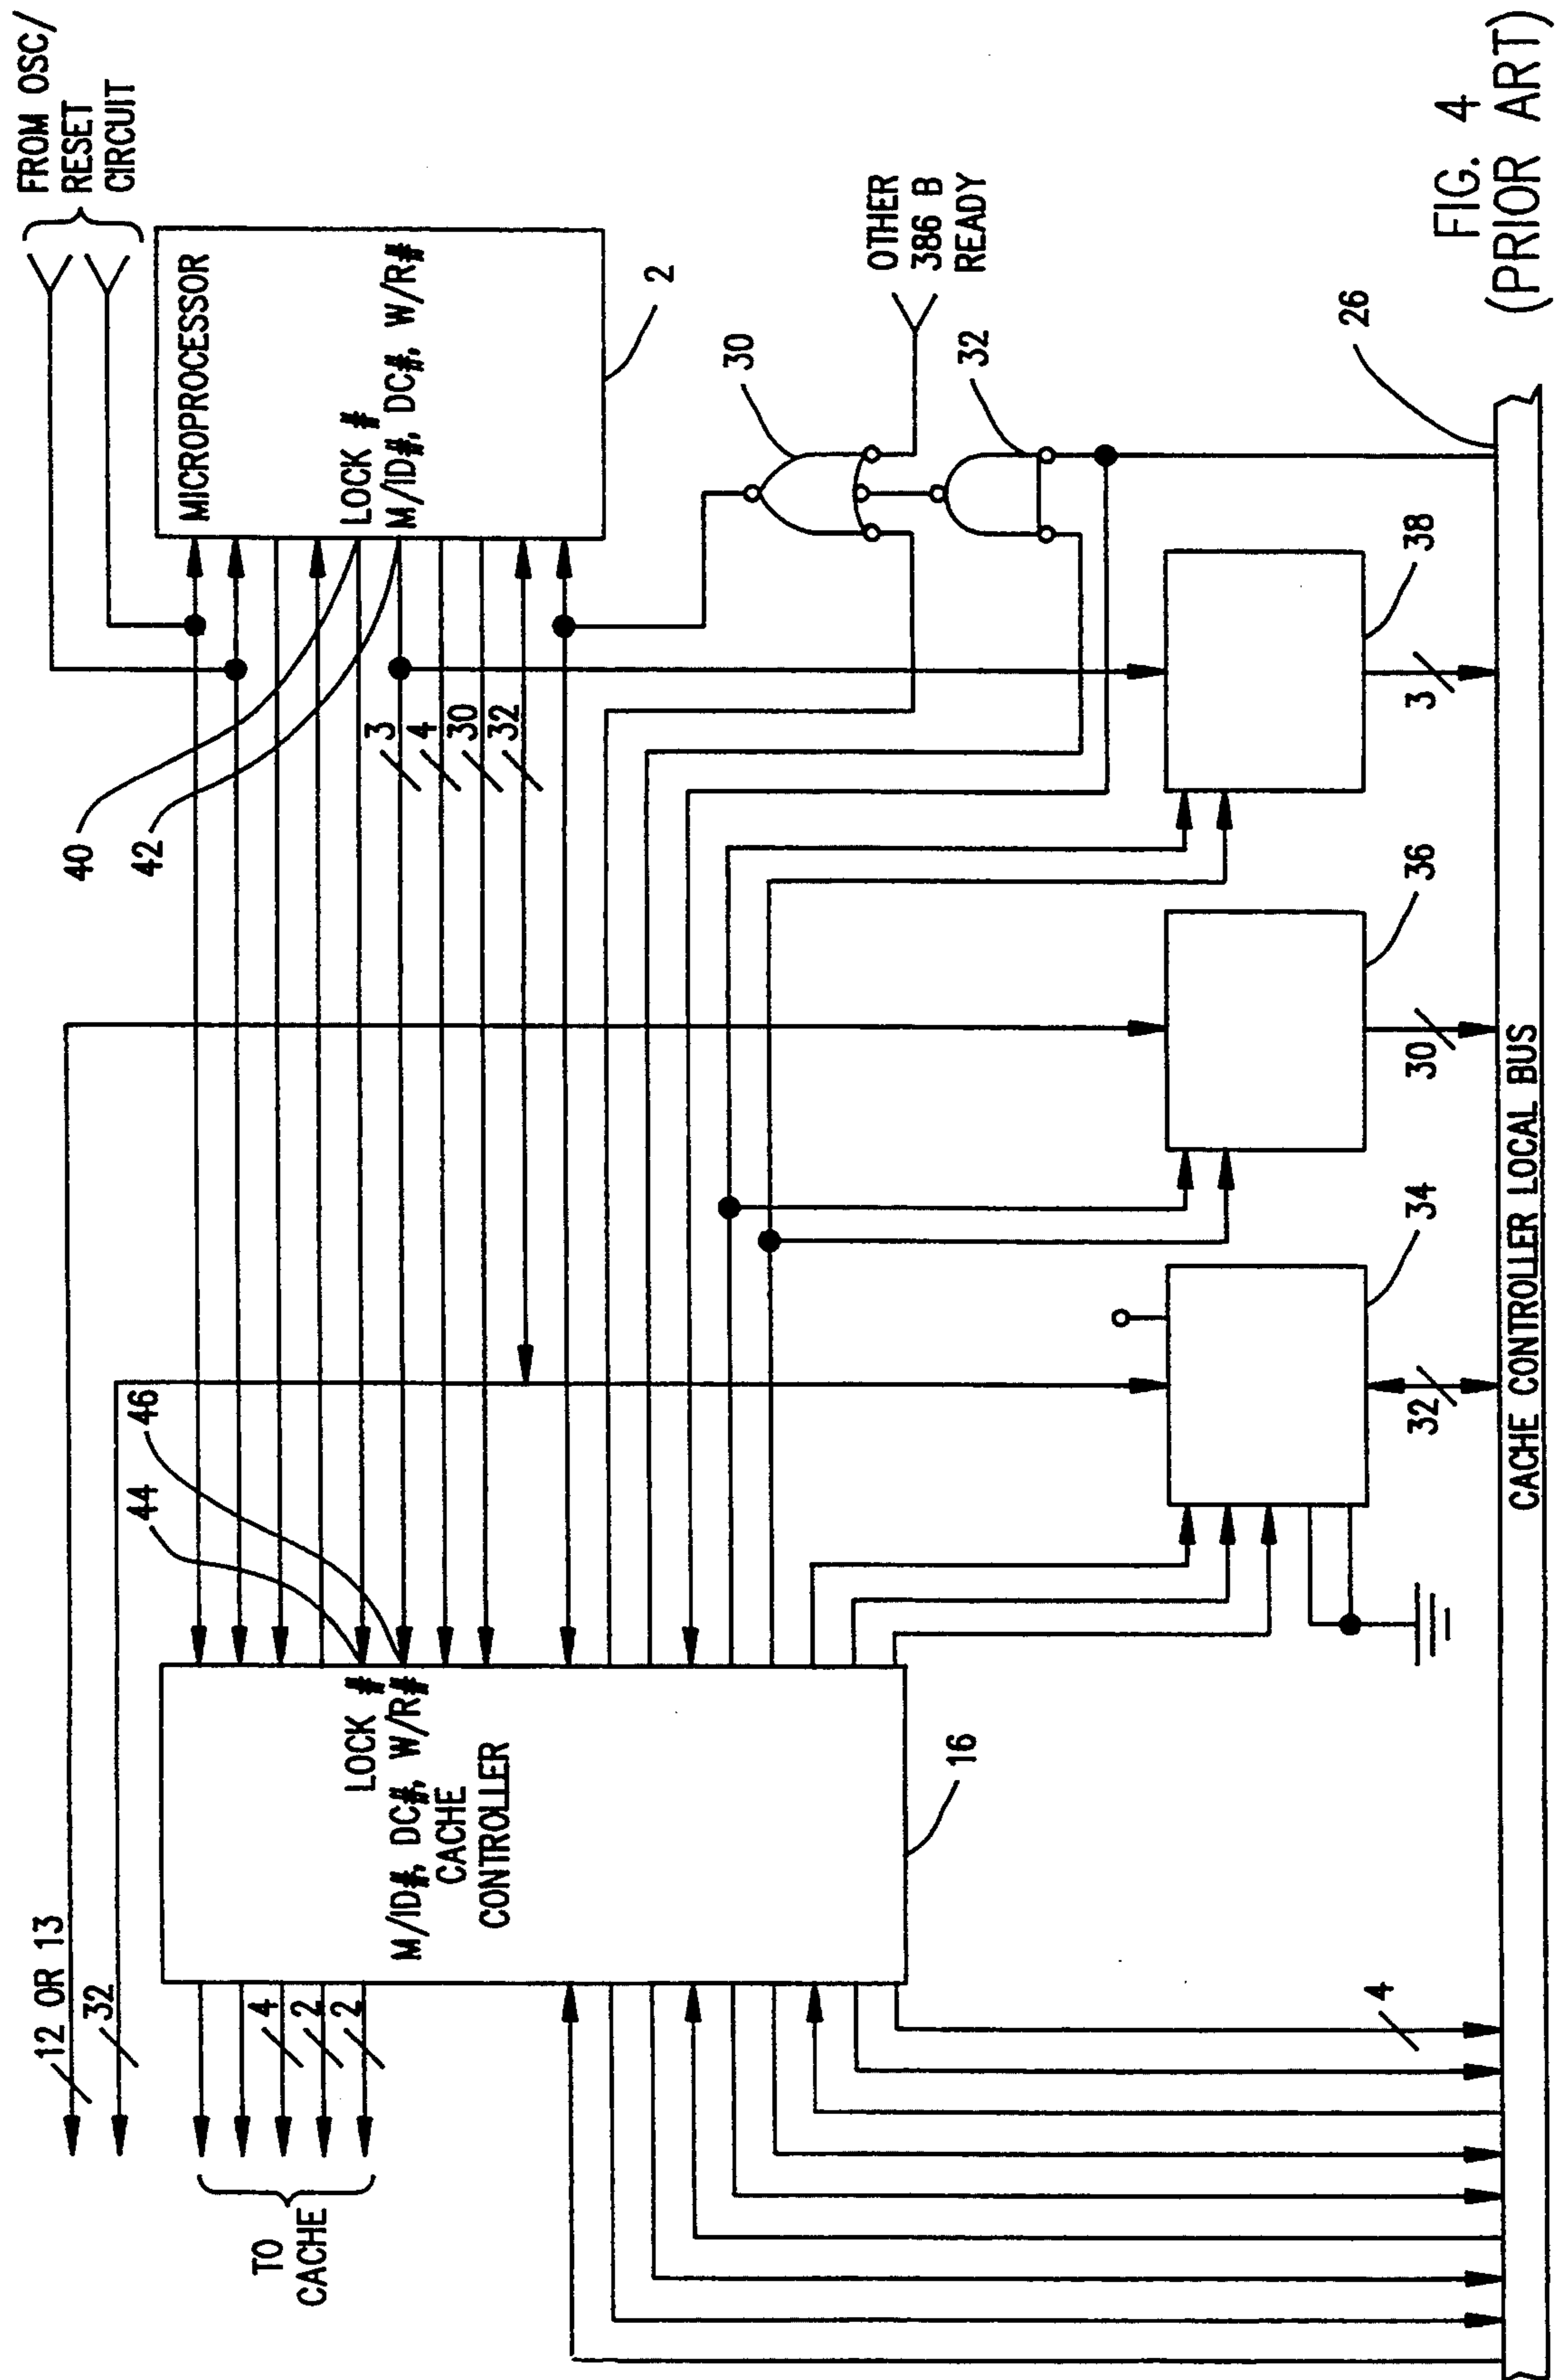 FROM OSC/
RESET
CIRCUIT
MICROPROCESSOR
LOCK #
M/ID#, DC#, W/R#
2
40
42
3
4
30
32
OTHER
386 B
READY
30
32
26
38
3
36
30
34
32
44
46
LOCK #
M/ID#, DC#, W/R#
CACHE
CONTROLLER
16
12 OR 13
32
4
2
2
TO
CACHE
4
CACHE CONTROLLER LOCAL BUS
FIG. 4
(PRIOR ART)